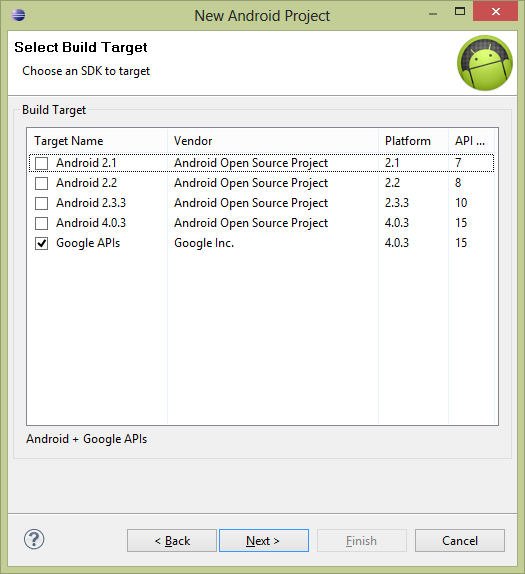 New Android Project
Select Build Target
Choose an SDK to target
Build Target
Target Name Vendor Platform API ...
Android 2.1 Android Open Source Project 2.1 7
Android 2.2 Android Open Source Project 2.2 8
Android 2.3.3 Android Open Source Project 2.3.3 10
Android 4.0.3 Android Open Source Project 4.0.3 15
Google APIs Google Inc. 4.0.3 15
Android + Google APIs
? < Back Next > Finish Cancel